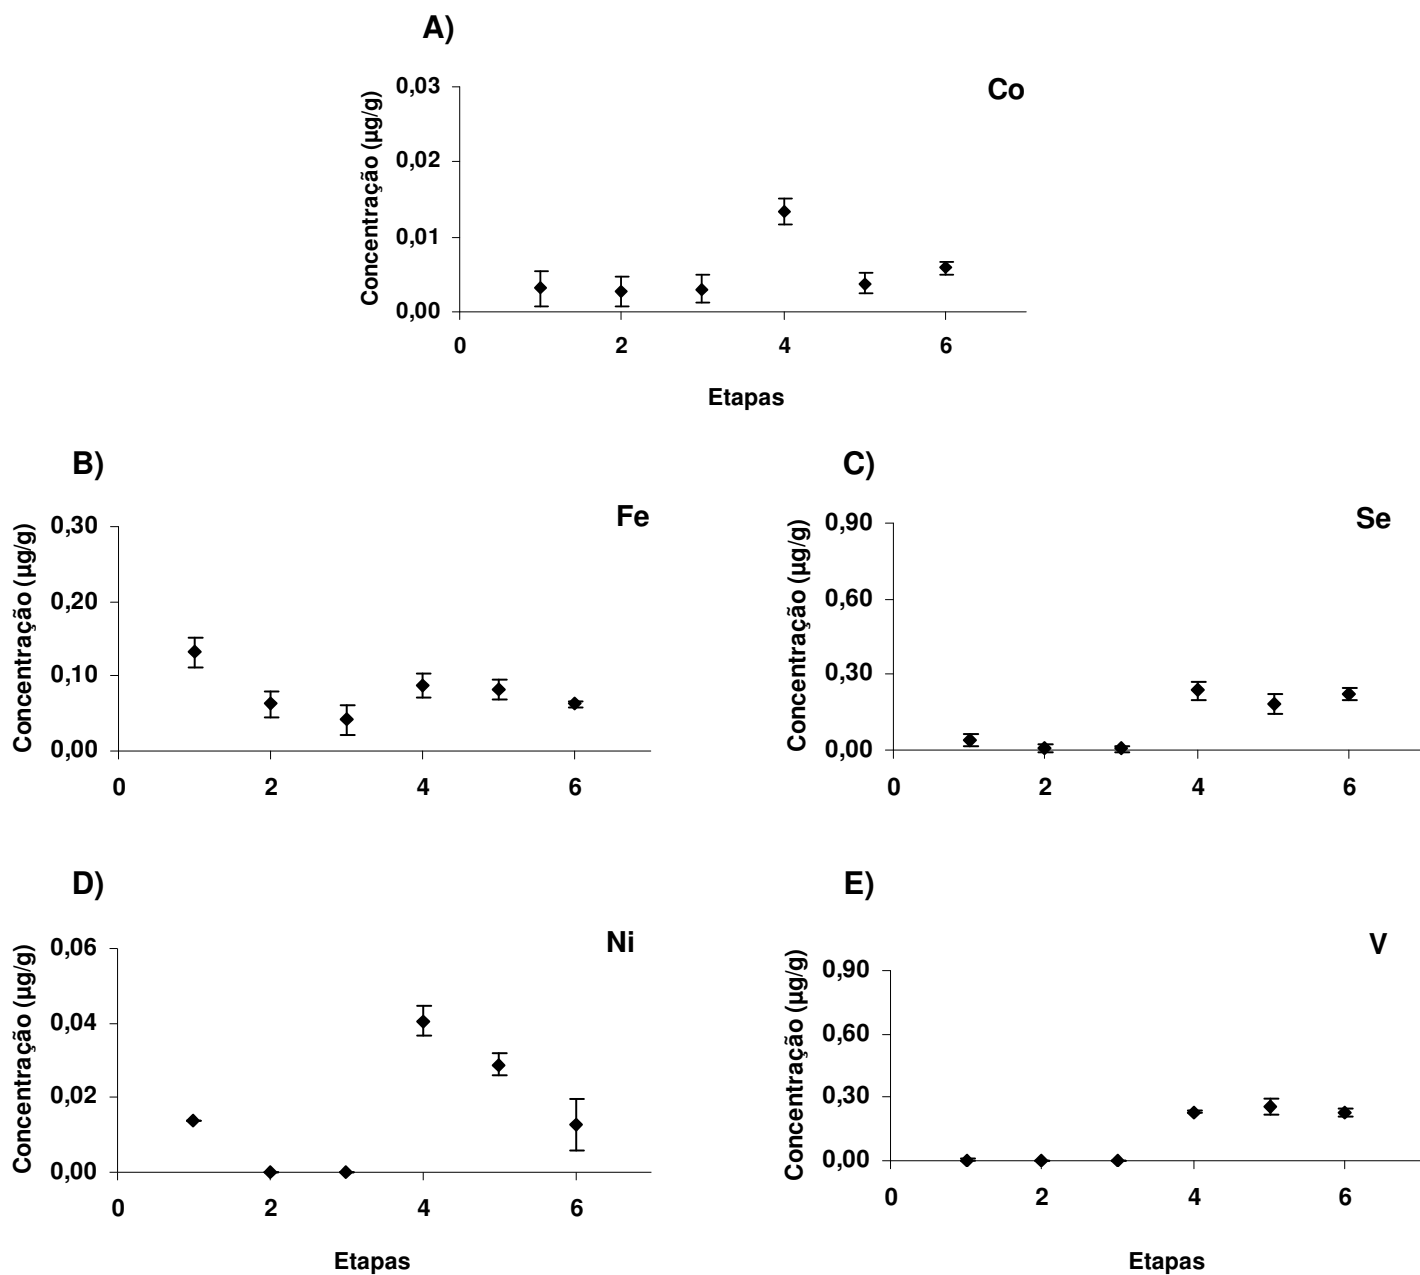 A)
Co
Concentração (µg/g)
0,03
0,02
0,01
0,00
0 2 4 6
Etapas
B)
Fe
Concentração (µg/g)
0,30
0,20
0,10
0,00
0 2 4 6
C)
Se
Concentração (µg/g)
0,90
0,60
0,30
0,00
0 2 4 6
D)
Ni
Concentração (µg/g)
0,06
0,04
0,02
0,00
0 2 4 6
Etapas
E)
V
Concentração (µg/g)
0,90
0,60
0,30
0,00
0 2 4 6
Etapas